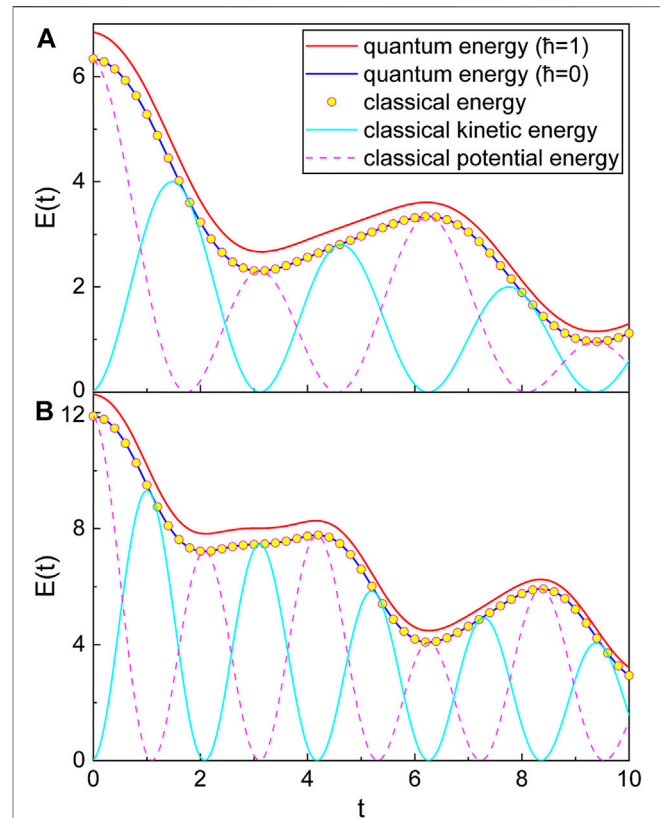 A
quantum energy (ħ=1)
quantum energy (ħ=0)
classical energy
classical kinetic energy
classical potential energy
6
4
2
0
E(t)
B
12
8
4
0
E(t)
0
2
4
6
8
10
t